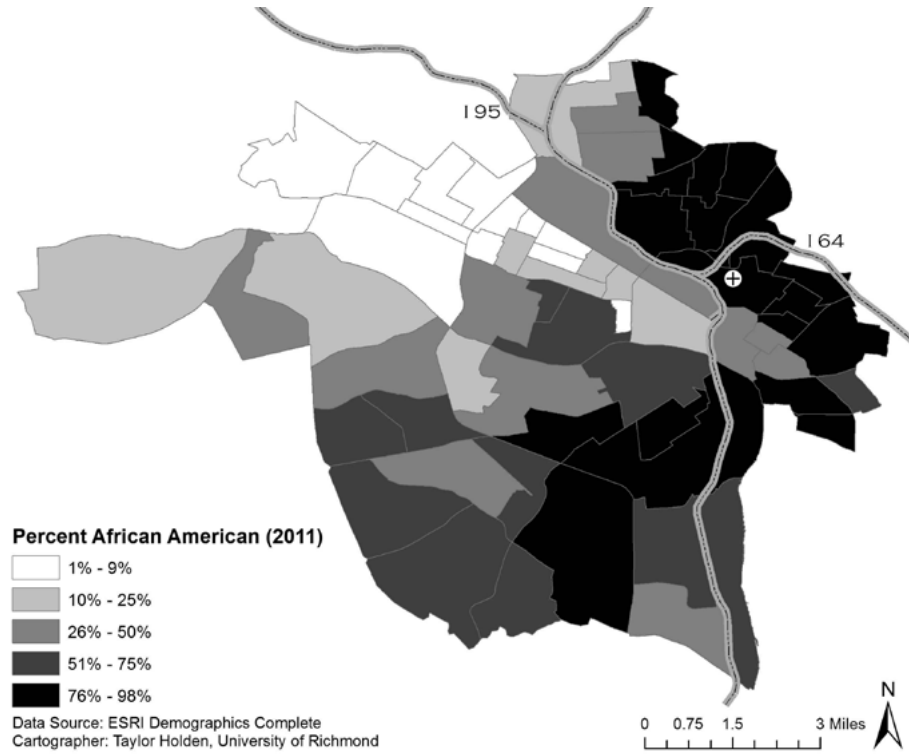 I 95
I 64
Percent African American (2011)
1% - 9%
10% - 25%
26% - 50%
51% - 75%
76% - 98%
Data Source: ESRI Demographics Complete
Cartographer: Taylor Holden, University of Richmond
N
0 0.75 1.5 3 Miles